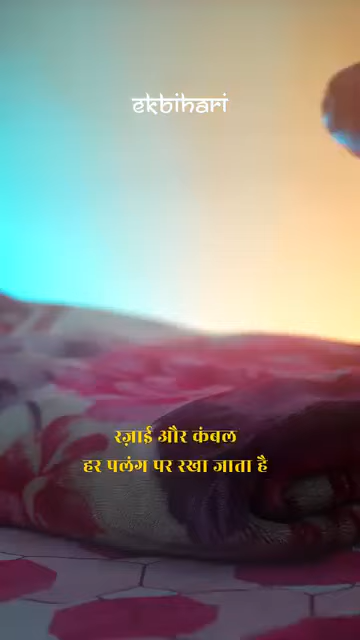 ekbihari
रज़ाई और कंबल
हर पलंग पर रखा जाता है